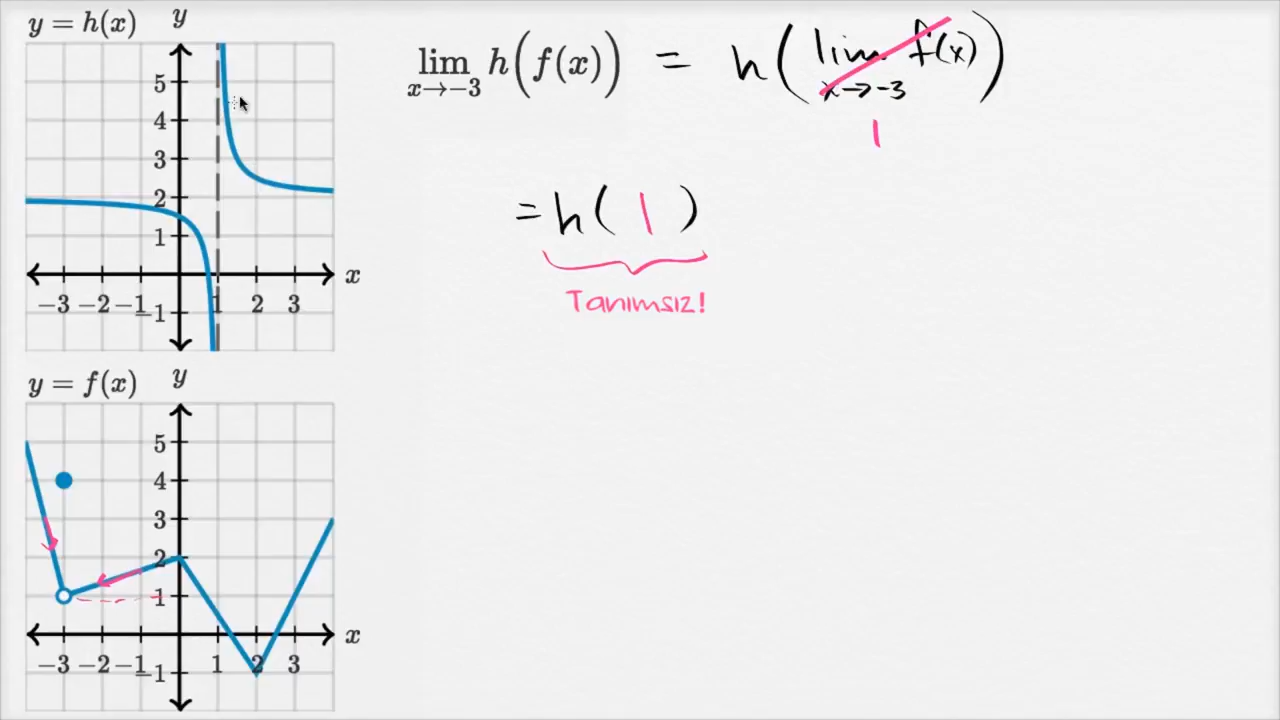 y = h(x)
y
5
4
3
2
1
-3 -2 -1 1 2 3 x
-1
y = f(x)
y
5
4
3
2
1
-3 -2 -1 1 2 3 x
-1
lim x→-3 h(f(x)) = h(lim x→-3 f(x))
1
= h(1)
Tanımsız!